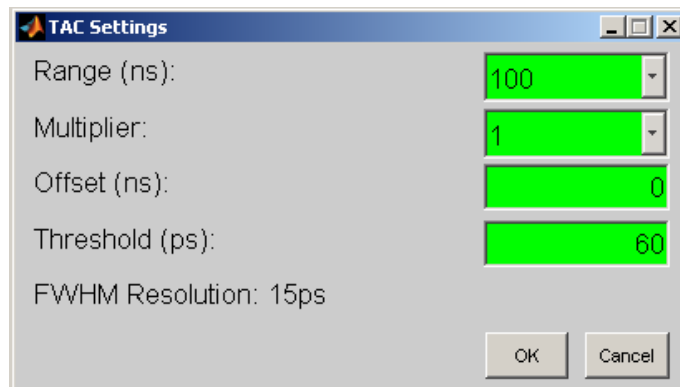 TAC Settings
Range (ns): 100
Multiplier: 1
Offset (ns): 0
Threshold (ps): 60
FWHM Resolution: 15ps
OK Cancel